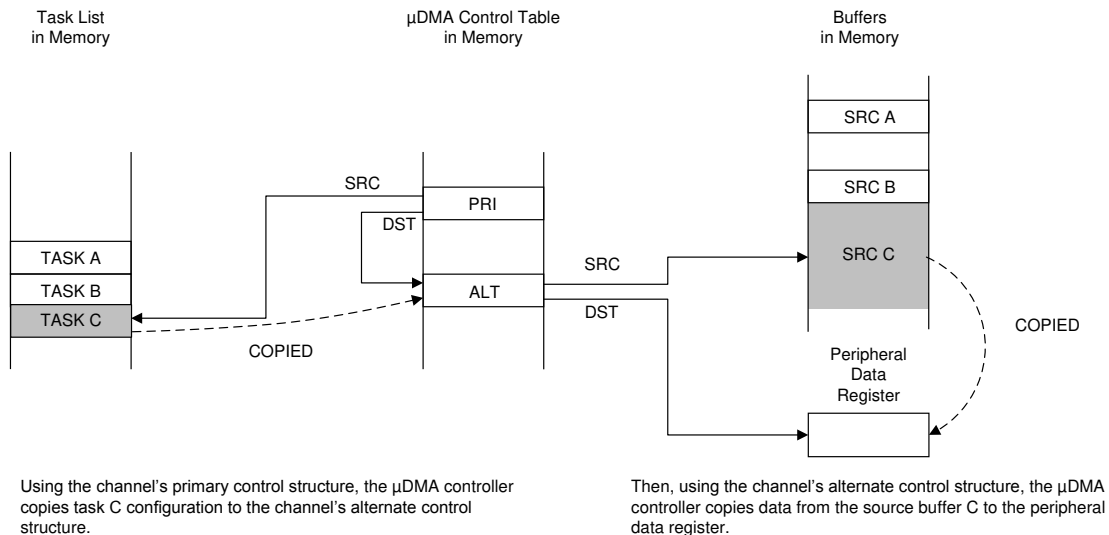 Task List
in Memory
µDMA Control Table
in Memory
Buffers
in Memory
SRC A
SRC
PRI
SRC B
DST
TASK A
SRC
SRC C
TASK B
ALT
DST
TASK C
COPIED
COPIED
Peripheral
Data
Register
Using the channel's primary control structure, the µDMA controller
copies task C configuration to the channel's alternate control
structure.
Then, using the channel's alternate control structure, the µDMA
controller copies data from the source buffer C to the peripheral
data register.